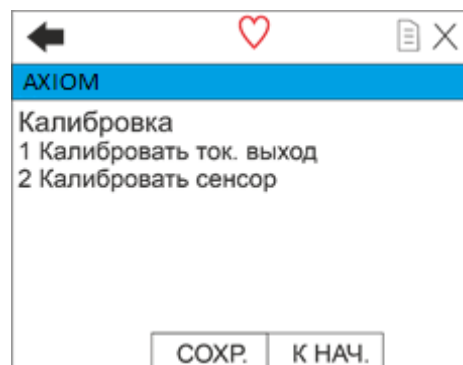 AXIOM
Калибровка
1 Калибровать ток. выход
2 Калибровать сенсор
СОХР. К НАЧ.